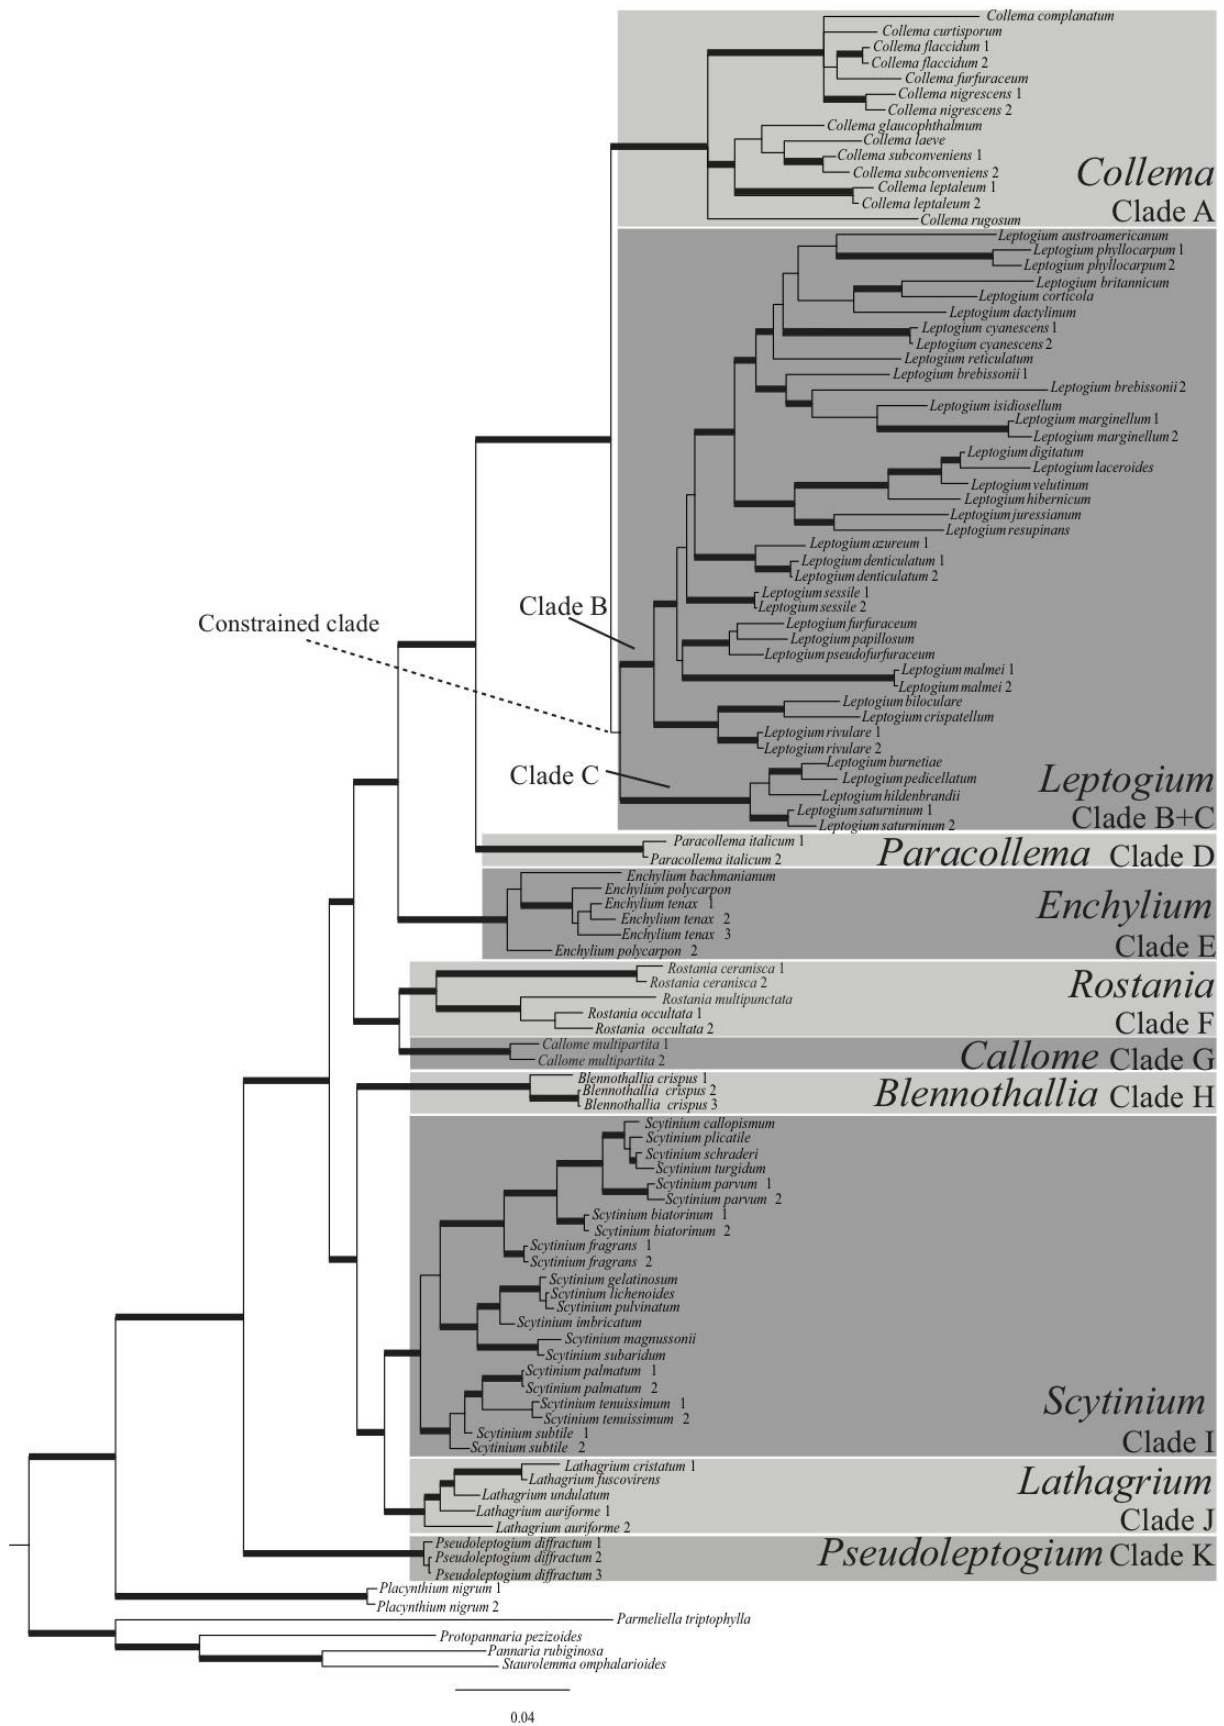 Collema complanatum
Collema curtisporum
Collema flaccidum 1
Collema flaccidum 2
Collema furfuraceum
Collema nigrescens 1
Collema nigrescens 2
Collema glaucophthalmum
Collema laeve
Collema subconveniens 1
Collema subconveniens 2
Collema leptaleum 1
Collema leptaleum 2
Collema rugosum
Collema
Clade A
Leptogium austroamericanum
Leptogium phyllocarpum 1
Leptogium phyllocarpum 2
Leptogium britannicum
Leptogium corticola
Leptogium dactylinum
Leptogium cyanescens 1
Leptogium cyanescens 2
Leptogium reticulatum
Leptogium brebissonii 1
Leptogium brebissonii 2
Leptogium isidiosellum
Leptogium marginellum 1
Leptogium marginellum 2
Leptogium digitatum
Leptogium laceroides
Leptogium velutinum
Leptogium hibernicum
Leptogium juressianum
Leptogium resupinans
Leptogium azureum 1
Leptogium denticulatum 1
Leptogium denticulatum 2
Leptogium sessile 1
Leptogium sessile 2
Leptogium furfuraceum
Leptogium papillosum
Leptogium pseudofurfuraceum
Leptogium malmei 1
Leptogium malmei 2
Leptogium biloculare
Leptogium crispatellum
Leptogium rivulare 1
Leptogium rivulare 2
Leptogium burnetiae
Leptogium pedicellatum
Leptogium hildenbrandii
Leptogium saturninum 1
Leptogium saturninum 2
Leptogium
Clade B+C
Clade B
Constrained clade
Clade C
Paracollema italicum 1
Paracollema italicum 2
Paracollema Clade D
Enchylium bachmanianum
Enchylium polycarpon
Enchylium tenax 1
Enchylium tenax 2
Enchylium tenax 3
Enchylium polycarpon 2
Enchylium
Clade E
Rostania ceranisca 1
Rostania ceranisca 2
Rostania multipunctata
Rostania occultata 1
Rostania occultata 2
Rostania
Clade F
Callome multipartita 1
Callome multipartita 2
Callome Clade G
Blennothallia crispus 1
Blennothallia crispus 2
Blennothallia crispus 3
Blennothallia Clade H
Scytinium callopismum
Scytinium plicatile
Scytinium schraderi
Scytinium turgidum
Scytinium parvum 1
Scytinium parvum 2
Scytinium biatorinum 1
Scytinium biatorinum 2
Scytinium fragrans 1
Scytinium fragrans 2
Scytinium gelatinosum
Scytinium lichenoides
Scytinium pulvinatum
Scytinium imbricatum
Scytinium magnussonii
Scytinium subaridum
Scytinium palmatum 1
Scytinium palmatum 2
Scytinium tenuissimum 1
Scytinium tenuissimum 2
Scytinium subtile 1
Scytinium subtile 2
Scytinium
Clade I
Lathagrium cristatum 1
Lathagrium fuscovirens
Lathagrium undulatum
Lathagrium auriforme 1
Lathagrium auriforme 2
Lathagrium
Clade J
Pseudoleptogium diffractum 1
Pseudoleptogium diffractum 2
Pseudoleptogium diffractum 3
Pseudoleptogium Clade K
Placynthium nigrum 1
Placynthium nigrum 2
Parmeliella triptophylla
Protopannaria pezizoides
Pannaria rubiginosa
Staurolemma omphalarioides
0.04